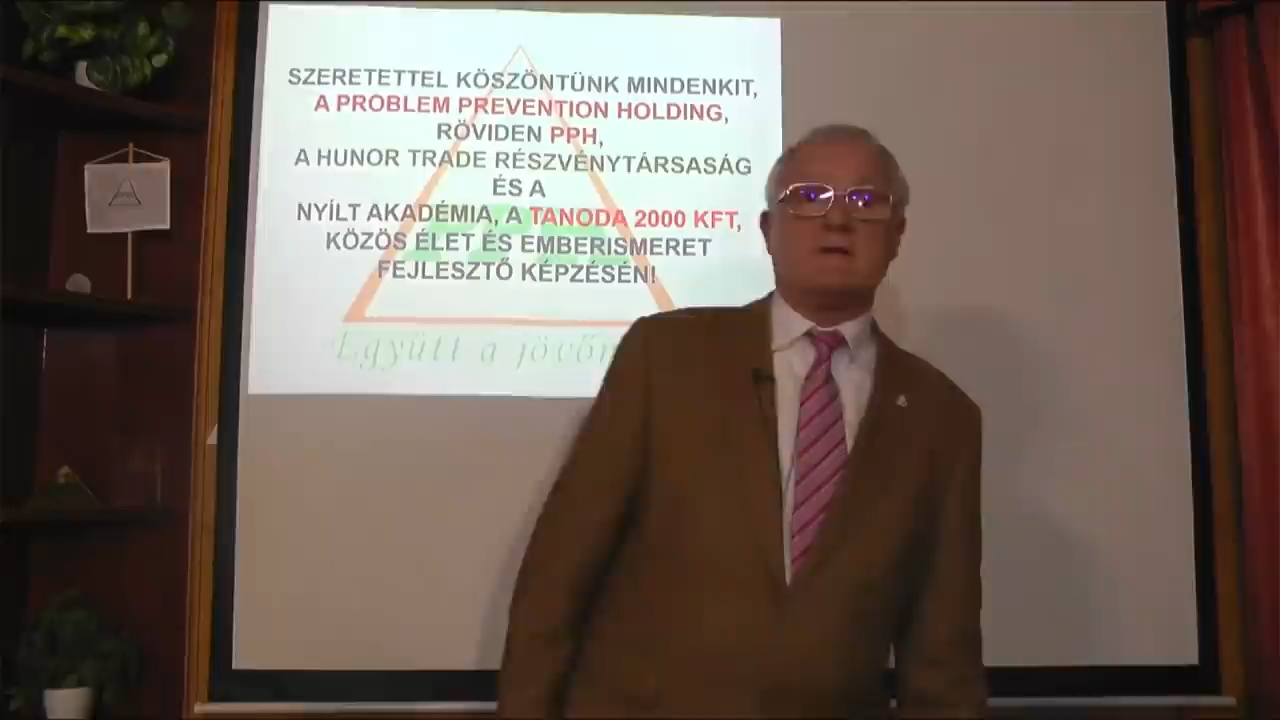 SZERETETTEL KÖSZÖNTÜNK MINDENKIT,
A PROBLEM PREVENTION HOLDING,
RÖVIDEN PPH,
A HUNOR TRADE RÉSZVÉNYTÁRSASÁG
ÉS A
NYÍLT AKADÉMIA, A TANODA 2000 KFT,
KÖZÖS ÉLET ÉS EMBERISMERET
FEJLESZTŐ KÉPZÉSÉN!
Együtt a